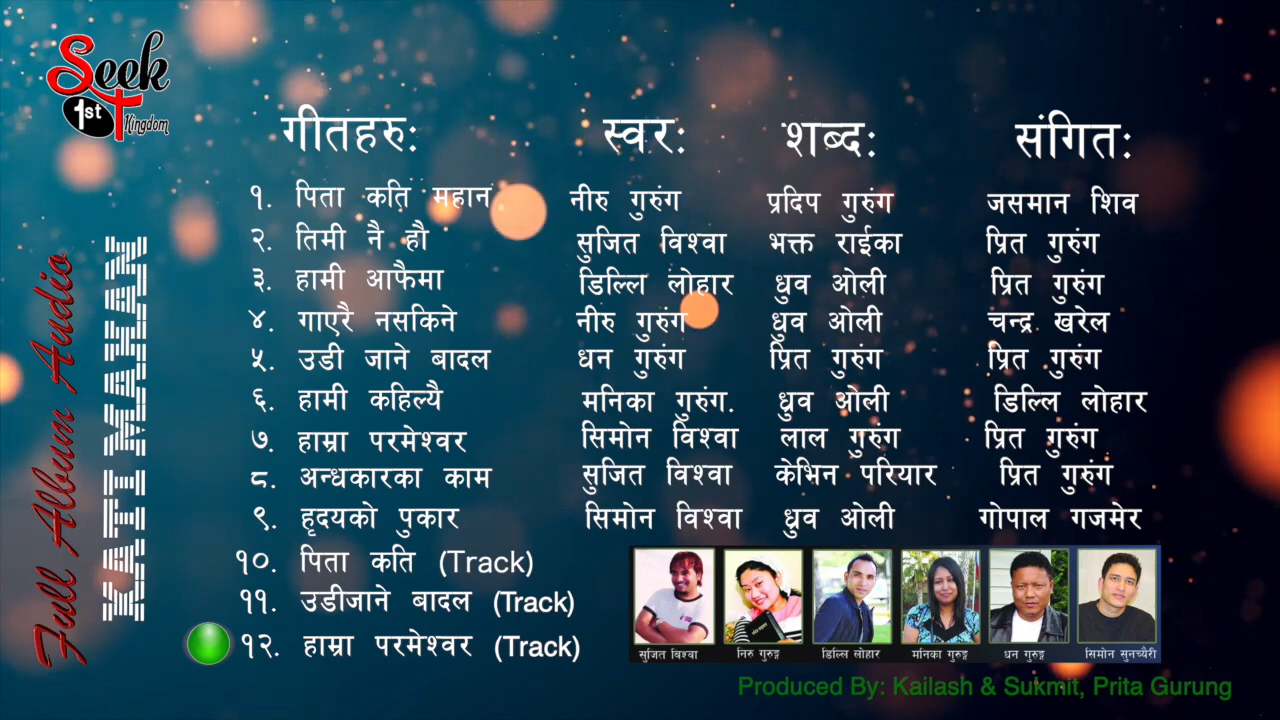 Seek
1st
Kingdom
Full Album Audio
KATI MAHAN
गीतहरुः स्वरः शब्दः संगितः
१. पिता कति महान नीरु गुरुंग प्रदिप गुरुंग जसमान शिव
२. तिमी नै हौ सुजित विश्वा भक्त राईका प्रित गुरुंग
३. हामी आफैमा डिल्लि लोहार ध्रुव ओली प्रित गुरुंग
४. गाएरै नसकिने नीरु गुरुंग ध्रुव ओली चन्द्र खरेल
५. उडी जाने बादल धन गुरुंग प्रित गुरुंग प्रित गुरुंग
६. हामी कहिल्यै मनिका गुरुंग. ध्रुव ओली डिल्लि लोहार
७. हाम्रा परमेश्वर सिमोन विश्वा लाल गुरुंग प्रित गुरुंग
८. अन्धकारका काम सुजित विश्वा केभिन परियार प्रित गुरुंग
९. हृदयको पुकार सिमोन विश्वा ध्रुव ओली गोपाल गजमेर
१०. पिता कति (Track)
११. उडीजाने बादल (Track)
१२. हाम्रा परमेश्वर (Track)
सुजित विश्वा निरु गुरुङ्ग डिल्लि लोहार मनिका गुरुङ्ग धन गुरुङ्ग सिमोन सुनच्यैरी
Produced By: Kailash & Sukmit, Prita Gurung